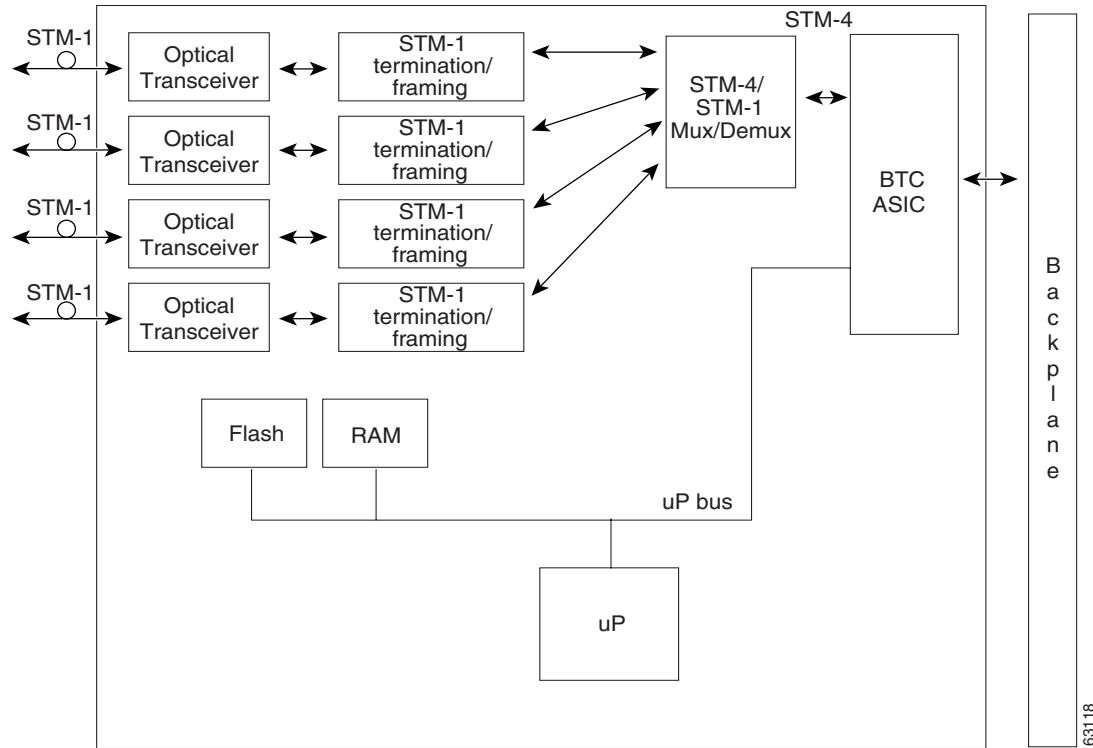 STM-4
STM-1
Optical
Transceiver
STM-1
termination/
framing
STM-4/
STM-1
Mux/Demux
BTC
ASIC
STM-1
Optical
Transceiver
STM-1
termination/
framing
STM-1
Optical
Transceiver
STM-1
termination/
framing
STM-1
Optical
Transceiver
STM-1
termination/
framing
Backplane
Flash
RAM
uP bus
uP
63118